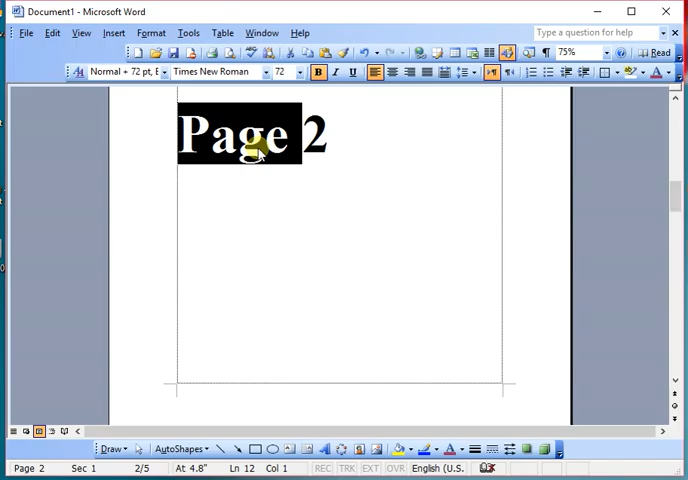 Document1 - Microsoft Word
File Edit View Insert Format Tools Table Window Help Type a question for help
75% Read
Normal + 72 pt, B Times New Roman 72 B I U
Page 2
Draw AutoShapes
Page 2 Sec 1 2/5 At 4.8" Ln 12 Col 1 REC TRK EXT OVR English (U.S.